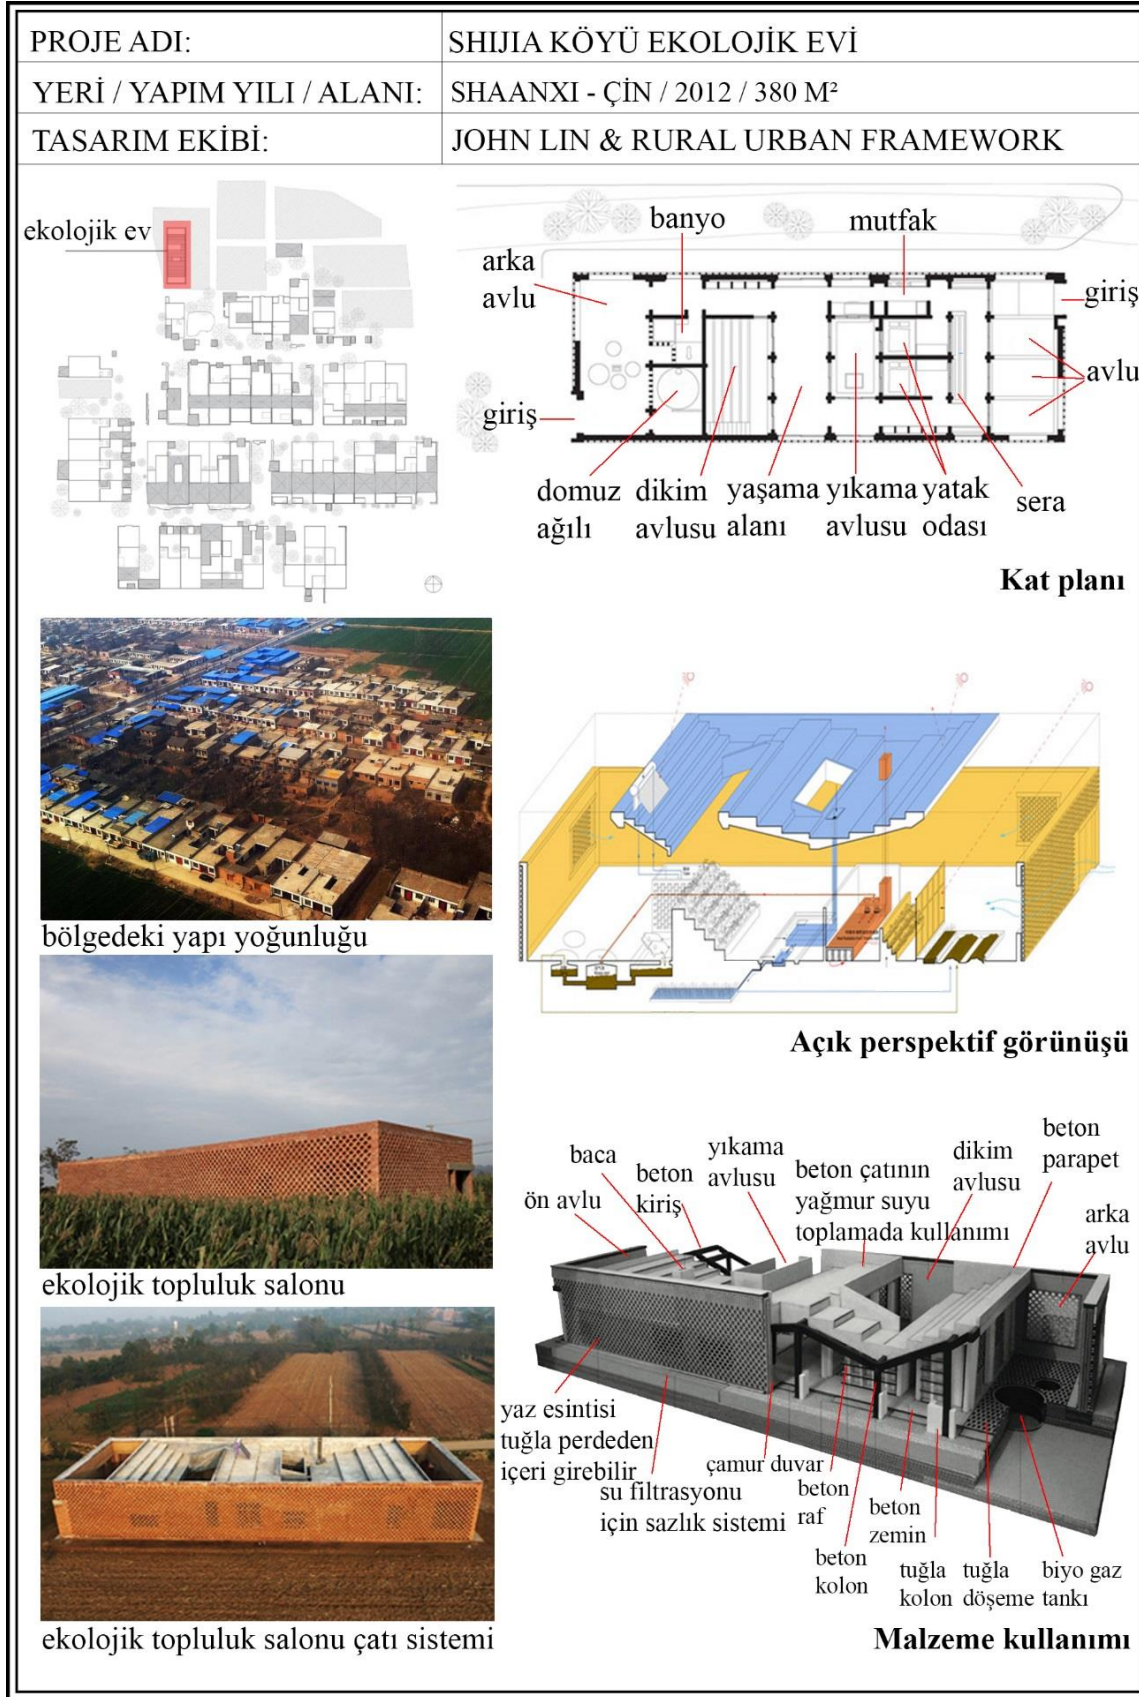 PROJE ADI:
SHIJIA KÖYÜ EKOLOJİK EVİ
YERİ / YAPIM YILI / ALANI:
SHAANXI - ÇİN / 2012 / 380 M²
TASARIM EKİBİ:
JOHN LIN & RURAL URBAN FRAMEWORK
ekolojik ev
banyo
mutfak
arka
avlu
giriş
avlu
giriş
domuz
ağılı
dikim
avlusu
yaşama
alanı
yıkama
avlusu
yatak
odası
sera
Kat planı
bölgedeki yapı yoğunluğu
Açık perspektif görünüşü
ekolojik topluluk salonu
ekolojik topluluk salonu çatı sistemi
baca
ön avlu
beton
kiriş
yıkama
avlusu
beton çatının
yağmur suyu
toplamada kullanımı
dikim
avlusu
beton
parapet
arka
avlu
yaz esintisi
tuğla perdeden
içeri girebilir
su filtrasyonu
için sazlık sistemi
çamur duvar
beton
raf
beton
kolon
beton
zemin
tuğla
kolon
tuğla
döşeme
biyo gaz
tankı
Malzeme kullanımı